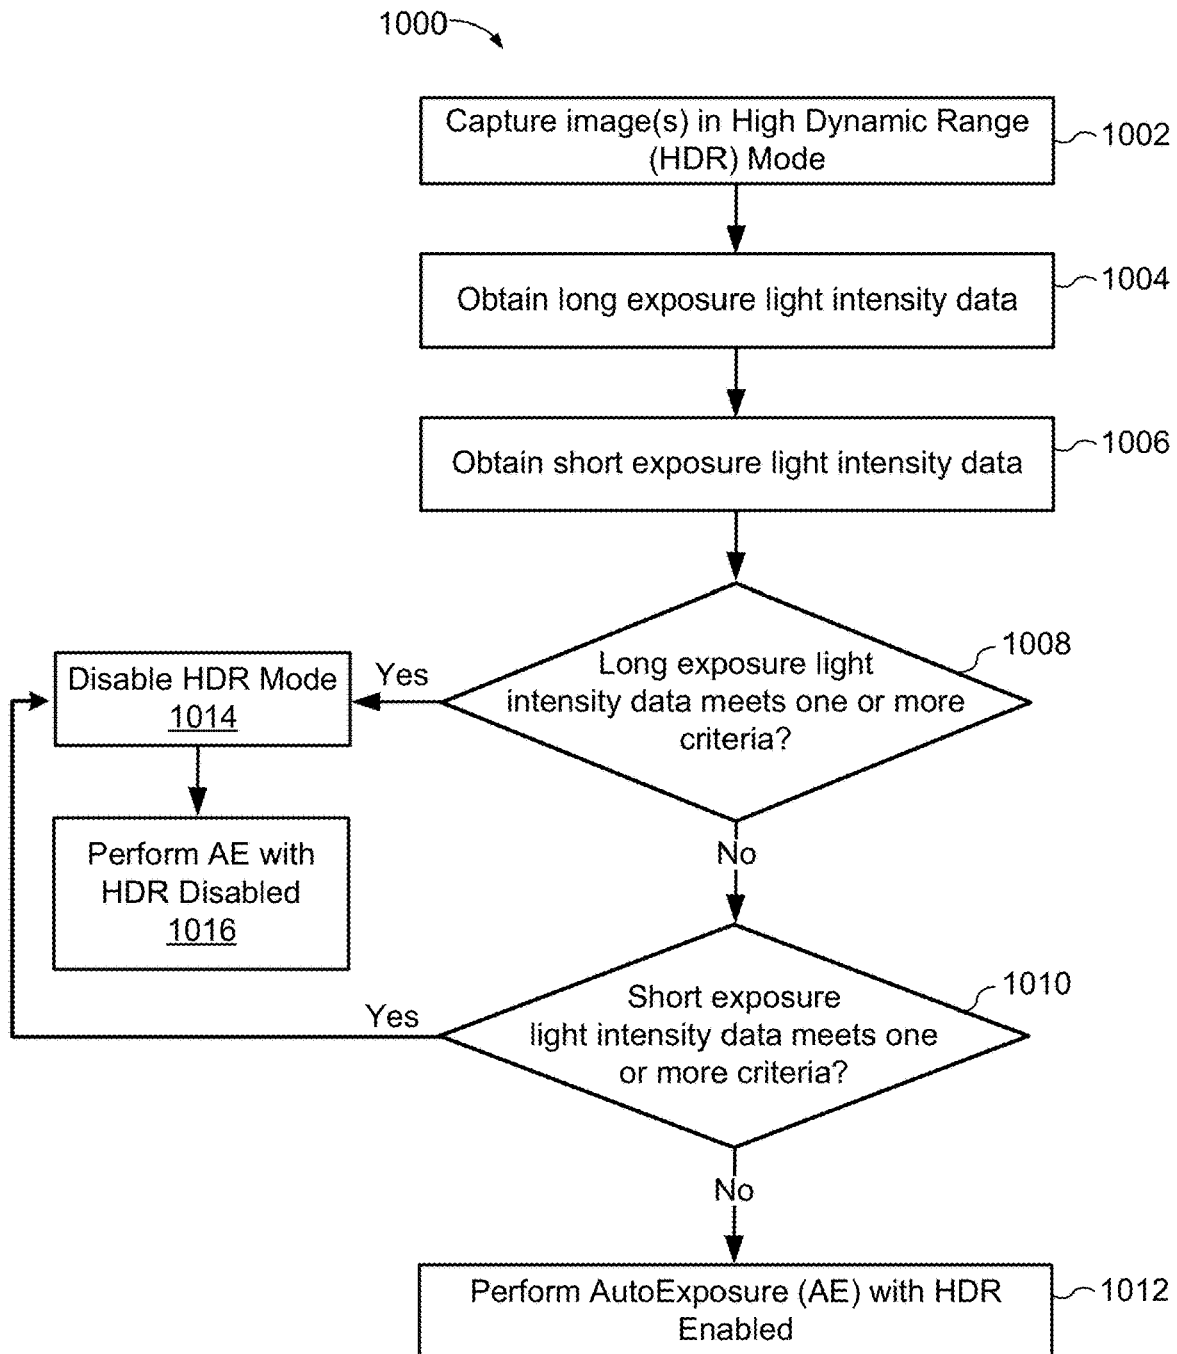 1000
Capture image(s) in High Dynamic Range
(HDR) Mode
1002
Obtain long exposure light intensity data
1004
Obtain short exposure light intensity data
1006
Long exposure light
intensity data meets one or more
criteria?
1008
Yes
Disable HDR Mode
1014
Perform AE with
HDR Disabled
1016
No
Short exposure
light intensity data meets one
or more criteria?
1010
Yes
No
Perform AutoExposure (AE) with HDR
Enabled
1012